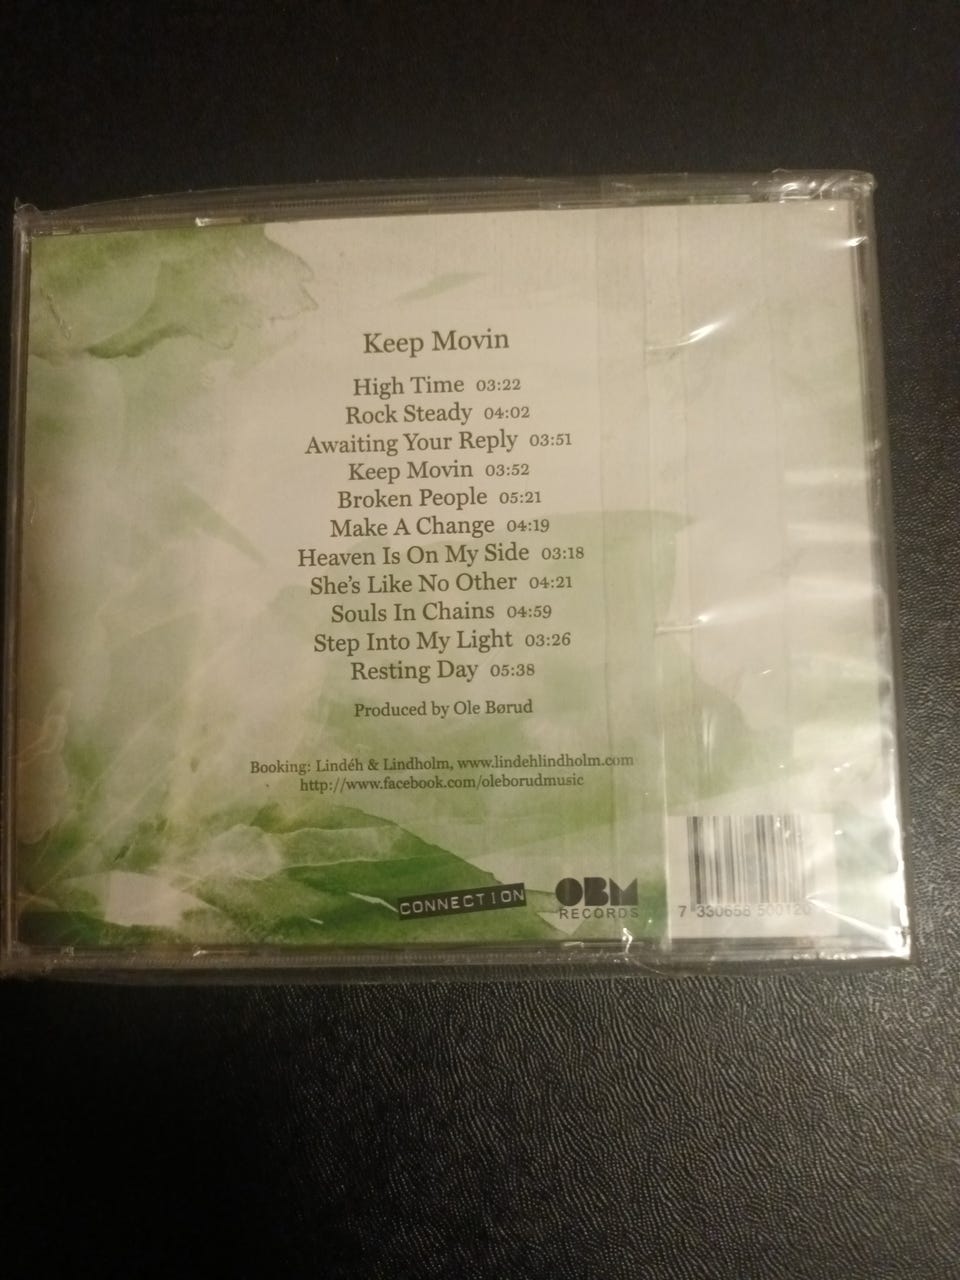 Keep Movin
High Time 03:22
Rock Steady 04:02
Awaiting Your Reply 03:51
Keep Movin 03:52
Broken People 05:21
Make A Change 04:19
Heaven Is On My Side 03:18
She's Like No Other 04:21
Souls In Chains 04:59
Step Into My Light 03:26
Resting Day 05:38
Produced by Ole Børud
Booking: Lindéh & Lindholm, www.lindehlindholm.com
http://www.facebook.com/oleborudmusic
CONNECTION
OBM
RECORDS
7 330658 500120